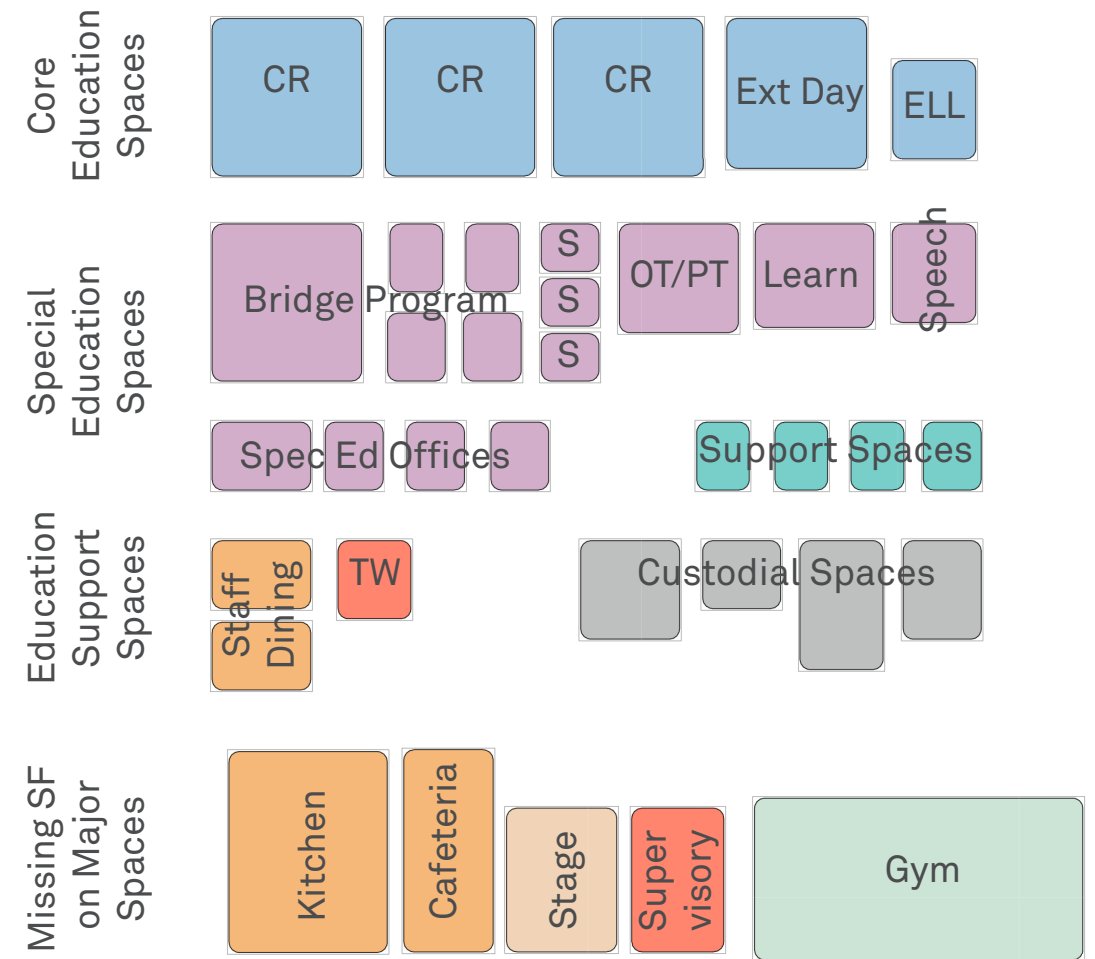 Core
Education
Spaces
CR
CR
CR
Ext Day
ELL
Special
Education
Spaces
Bridge Program
S
S
S
OT/PT
Learn
Speech
Spec Ed Offices
Support Spaces
Education
Support
Spaces
Staff
Dining
TW
Custodial Spaces
Missing SF
on Major
Spaces
Kitchen
Cafeteria
Stage
Super
visory
Gym